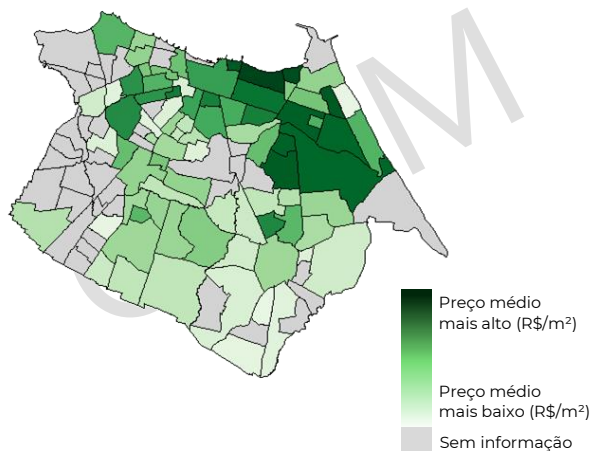 Preço médio
mais alto (R$/m²)
Preço médio
mais baixo (R$/m²)
Sem informação